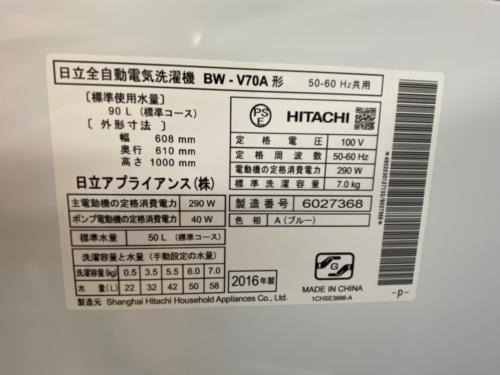 日立全自動電気洗濯機 BW-V70A 形 50-60 Hz共用
[標準使用水量]
90 L (標準コース)
[外形寸法]
幅 608 mm
奥行 610 mm
高さ 1000 mm
日立アプライアンス(株)
主電動機の定格消費電力 290 W
ポンプ電動機の定格消費電力 40 W
標準水量 50 L (標準コース)
洗濯容量と水量 (手動設定の水量)
洗濯容量(kg) 0.5 3.5 5.5 6.0 7.0
水量(L) 22 32 42 50 58
製造元 Shanghai Hitachi Household Appliances Co., Ltd.
PSE HITACHI
定格電圧 100 V
定格周波数 50-60 Hz
電動機の定格消費電力 290 W
標準洗濯容量 7.0 kg
製造番号 6027368
色 A (ブルー)
2016年製
G
MADE IN CHINA
1CHSE3666-A
-p-